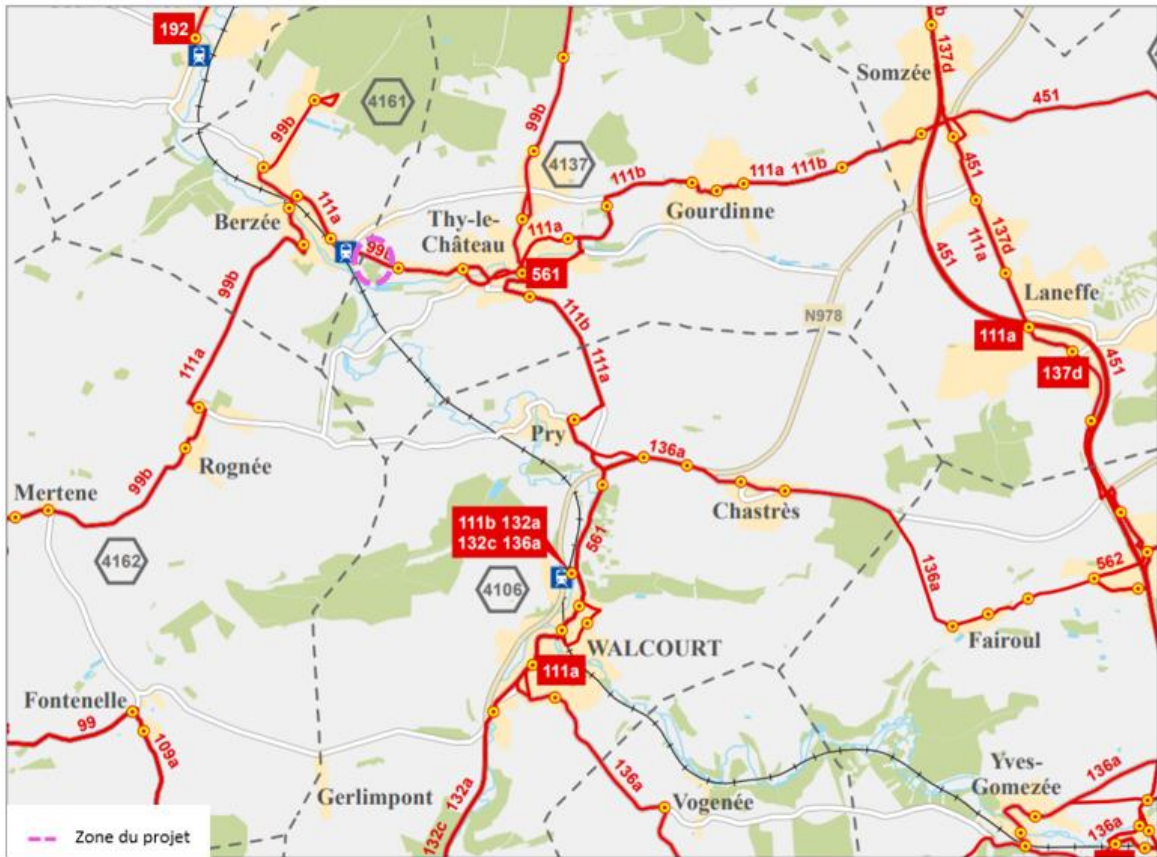 192
137d
Somzée
4161
99b
99b
451
4137
111b
111a 111b
Gourdinne
111a
Berzée
Thy-le-
Château
111a
451
137d
111a
451
561
Laneffe
99b
111b
N978
111a
137d
451
111a
111a
Pry
136a
Rognée
99b
Mertene
Chastrès
111b 132a
132c 136a
561
4162
4106
136a
562
Fairoul
WALCOURT
111a
Fontenelle
99
109a
136a
Yves-
Gomezée
136a
Gerlimpont
132a
132c
Vogenée
136a
Zone du projet